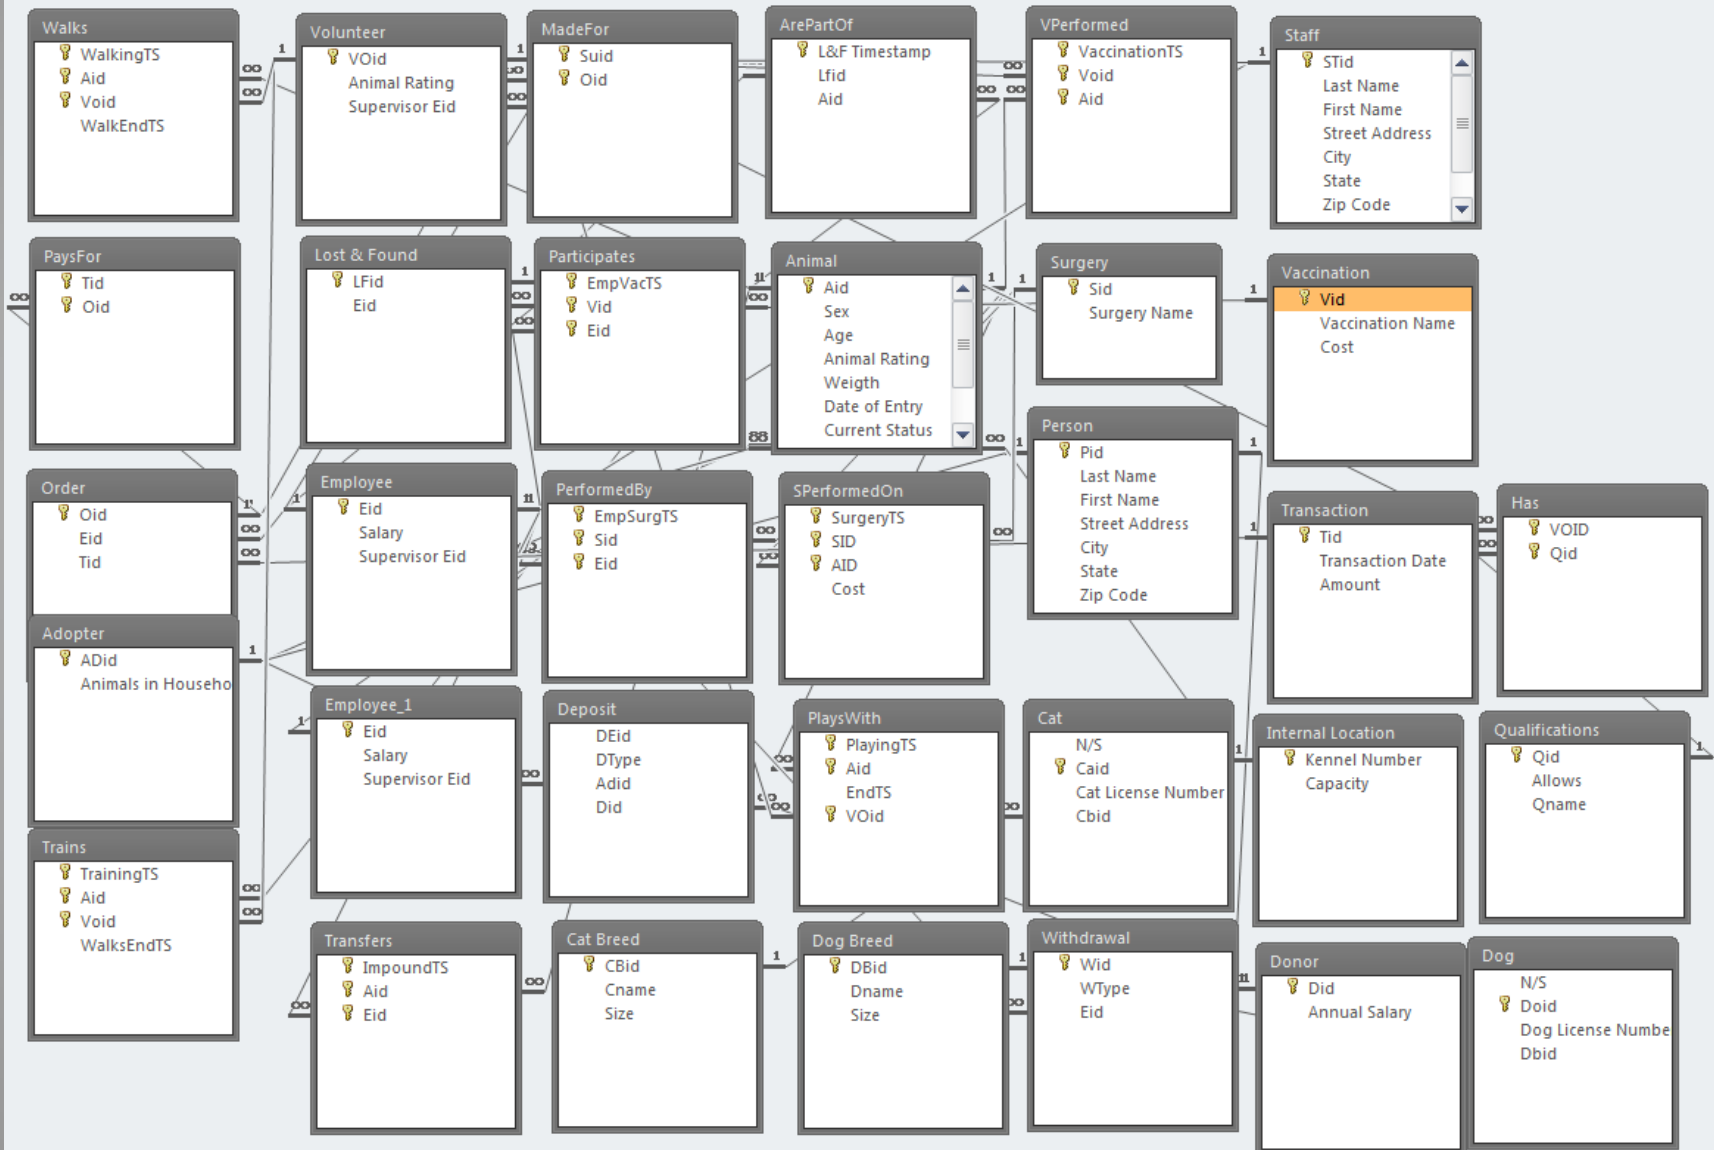 Walks
WalkingTS
Aid
Void
WalkEndTS
Volunteer
VOid
Animal Rating
Supervisor Eid
MadeFor
Suid
Oid
ArePartOf
L&F Timestamp
Lfid
Aid
VPerformed
VaccinationTS
Void
Aid
Staff
STid
Last Name
First Name
Street Address
City
State
Zip Code
PaysFor
Tid
Oid
Lost & Found
LFid
Eid
Participates
EmpVacTS
Vid
Eid
Animal
Aid
Sex
Age
Animal Rating
Weigth
Date of Entry
Current Status
Surgery
Sid
Surgery Name
Vaccination
Vid
Vaccination Name
Cost
Order
Oid
Eid
Tid
Employee
Eid
Salary
Supervisor Eid
PerformedBy
EmpSurgTS
Sid
Eid
SPerformedOn
SurgeryTS
SID
AID
Cost
Person
Pid
Last Name
First Name
Street Address
City
State
Zip Code
Transaction
Tid
Transaction Date
Amount
Has
VOID
Qid
Adopter
ADid
Animals in Househo
Employee_1
Eid
Salary
Supervisor Eid
Deposit
DEid
DType
Adid
Did
PlaysWith
PlayingTS
Aid
EndTS
VOid
Cat
N/S
Caid
Cat License Number
Cbid
Internal Location
Kennel Number
Capacity
Qualifications
Qid
Allows
Qname
Trains
TrainingTS
Aid
Void
WalksEndTS
Transfers
ImpoundTS
Aid
Eid
Cat Breed
CBid
Cname
Size
Dog Breed
DBid
Dname
Size
Withdrawal
Wid
WType
Eid
Donor
Did
Annual Salary
Dog
N/S
Doid
Dog License Numbe
Dbid